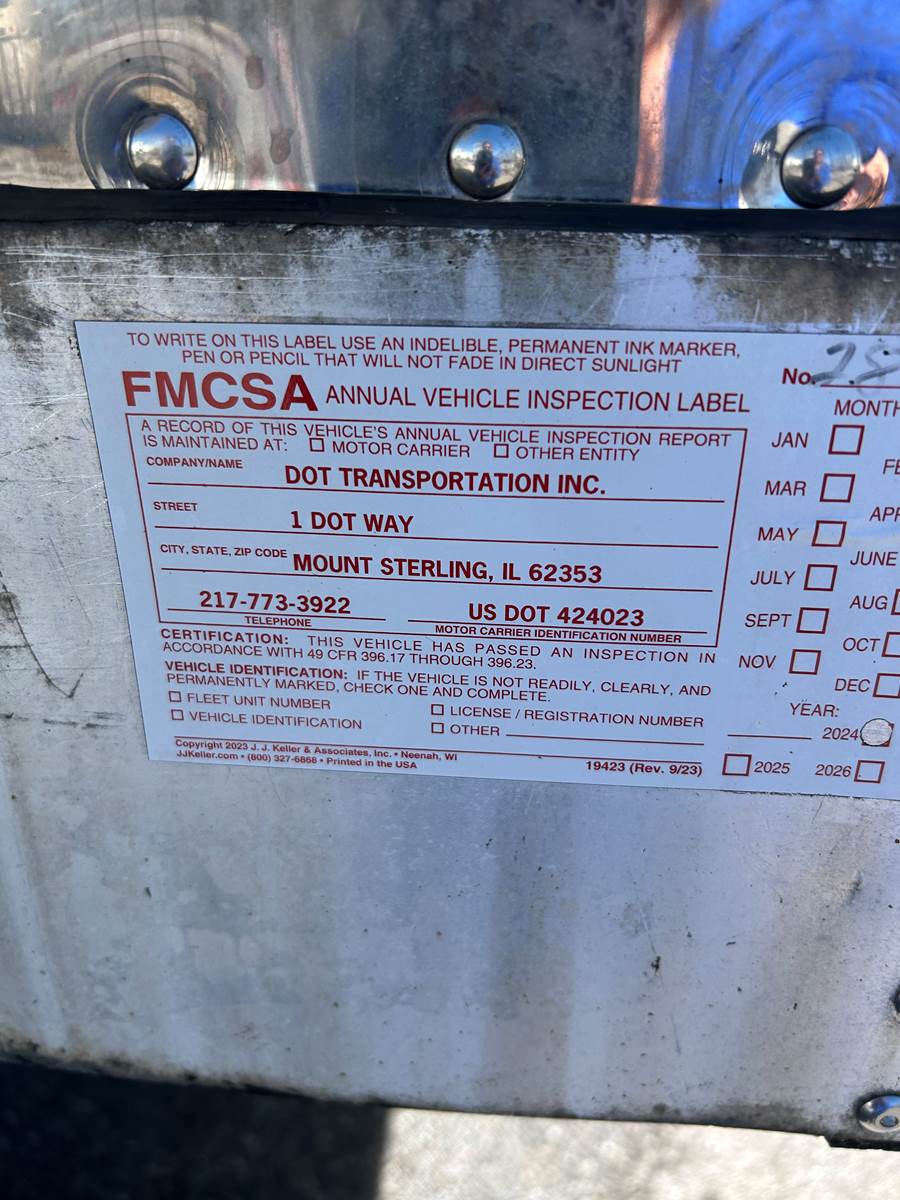 TO WRITE ON THIS LABEL USE AN INDELIBLE, PERMANENT INK MARKER,
PEN OR PENCIL THAT WILL NOT FADE IN DIRECT SUNLIGHT
FMCSA ANNUAL VEHICLE INSPECTION LABEL
A RECORD OF THIS VEHICLE'S ANNUAL VEHICLE INSPECTION REPORT
IS MAINTAINED AT: MOTOR CARRIER OTHER ENTITY
COMPANY/NAME DOT TRANSPORTATION INC.
STREET 1 DOT WAY
CITY, STATE, ZIP CODE MOUNT STERLING, IL 62353
217-773-3922 US DOT 424023
TELEPHONE MOTOR CARRIER IDENTIFICATION NUMBER
CERTIFICATION: THIS VEHICLE HAS PASSED AN INSPECTION IN
ACCORDANCE WITH 49 CFR 396.17 THROUGH 396.23.
VEHICLE IDENTIFICATION: IF THE VEHICLE IS NOT READILY, CLEARLY, AND
PERMANENTLY MARKED, CHECK ONE AND COMPLETE.
FLEET UNIT NUMBER LICENSE / REGISTRATION NUMBER
VEHICLE IDENTIFICATION OTHER
Copyright 2023 J. J. Keller & Associates, Inc. • Neenah, WI
JJKeller.com • (800) 327-6868 • Printed in the USA
19423 (Rev. 9/23)
No. 28
MONTH
JAN
FE
MAR
APR
MAY
JUNE
JULY
AUG
SEPT
OCT
NOV
DEC
YEAR:
2024
2025 2026